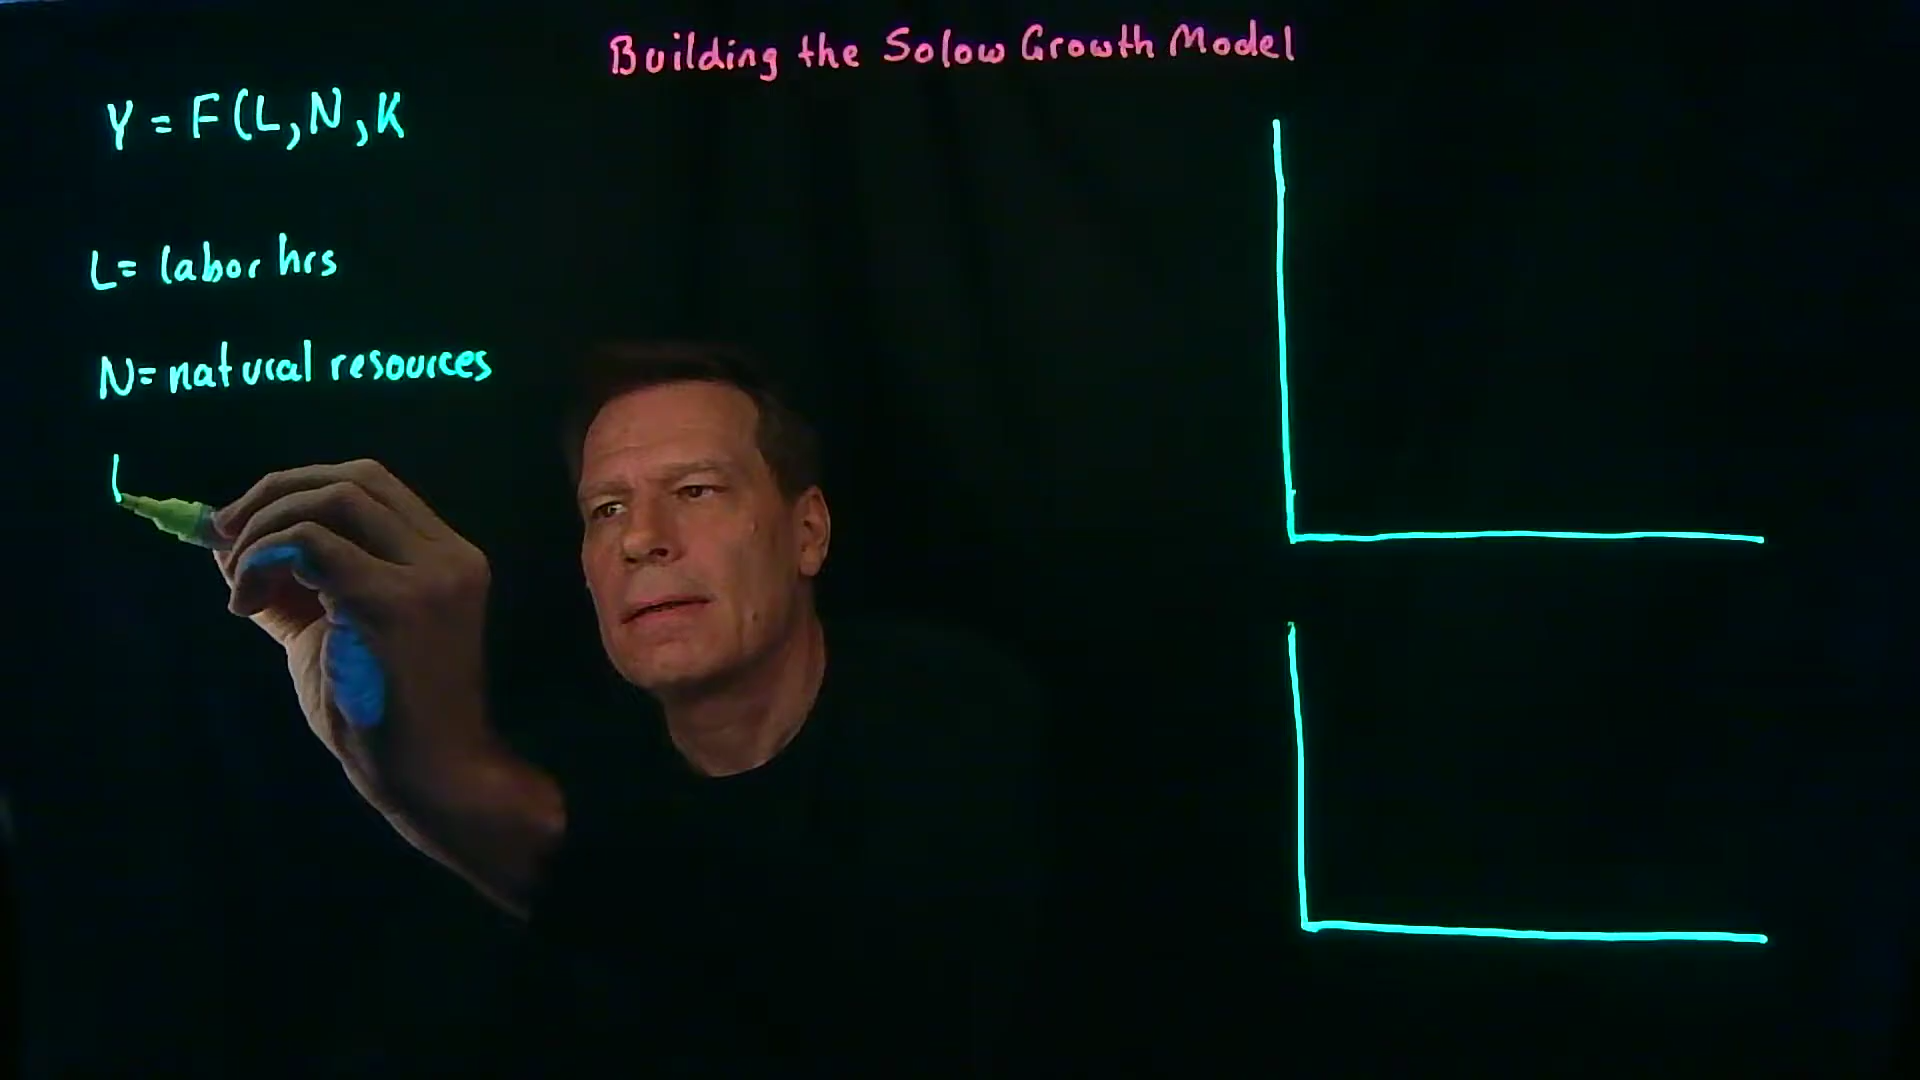 Building the Solow Growth Model
Y = F(L,N,K
L= labor hrs
N= natural resources